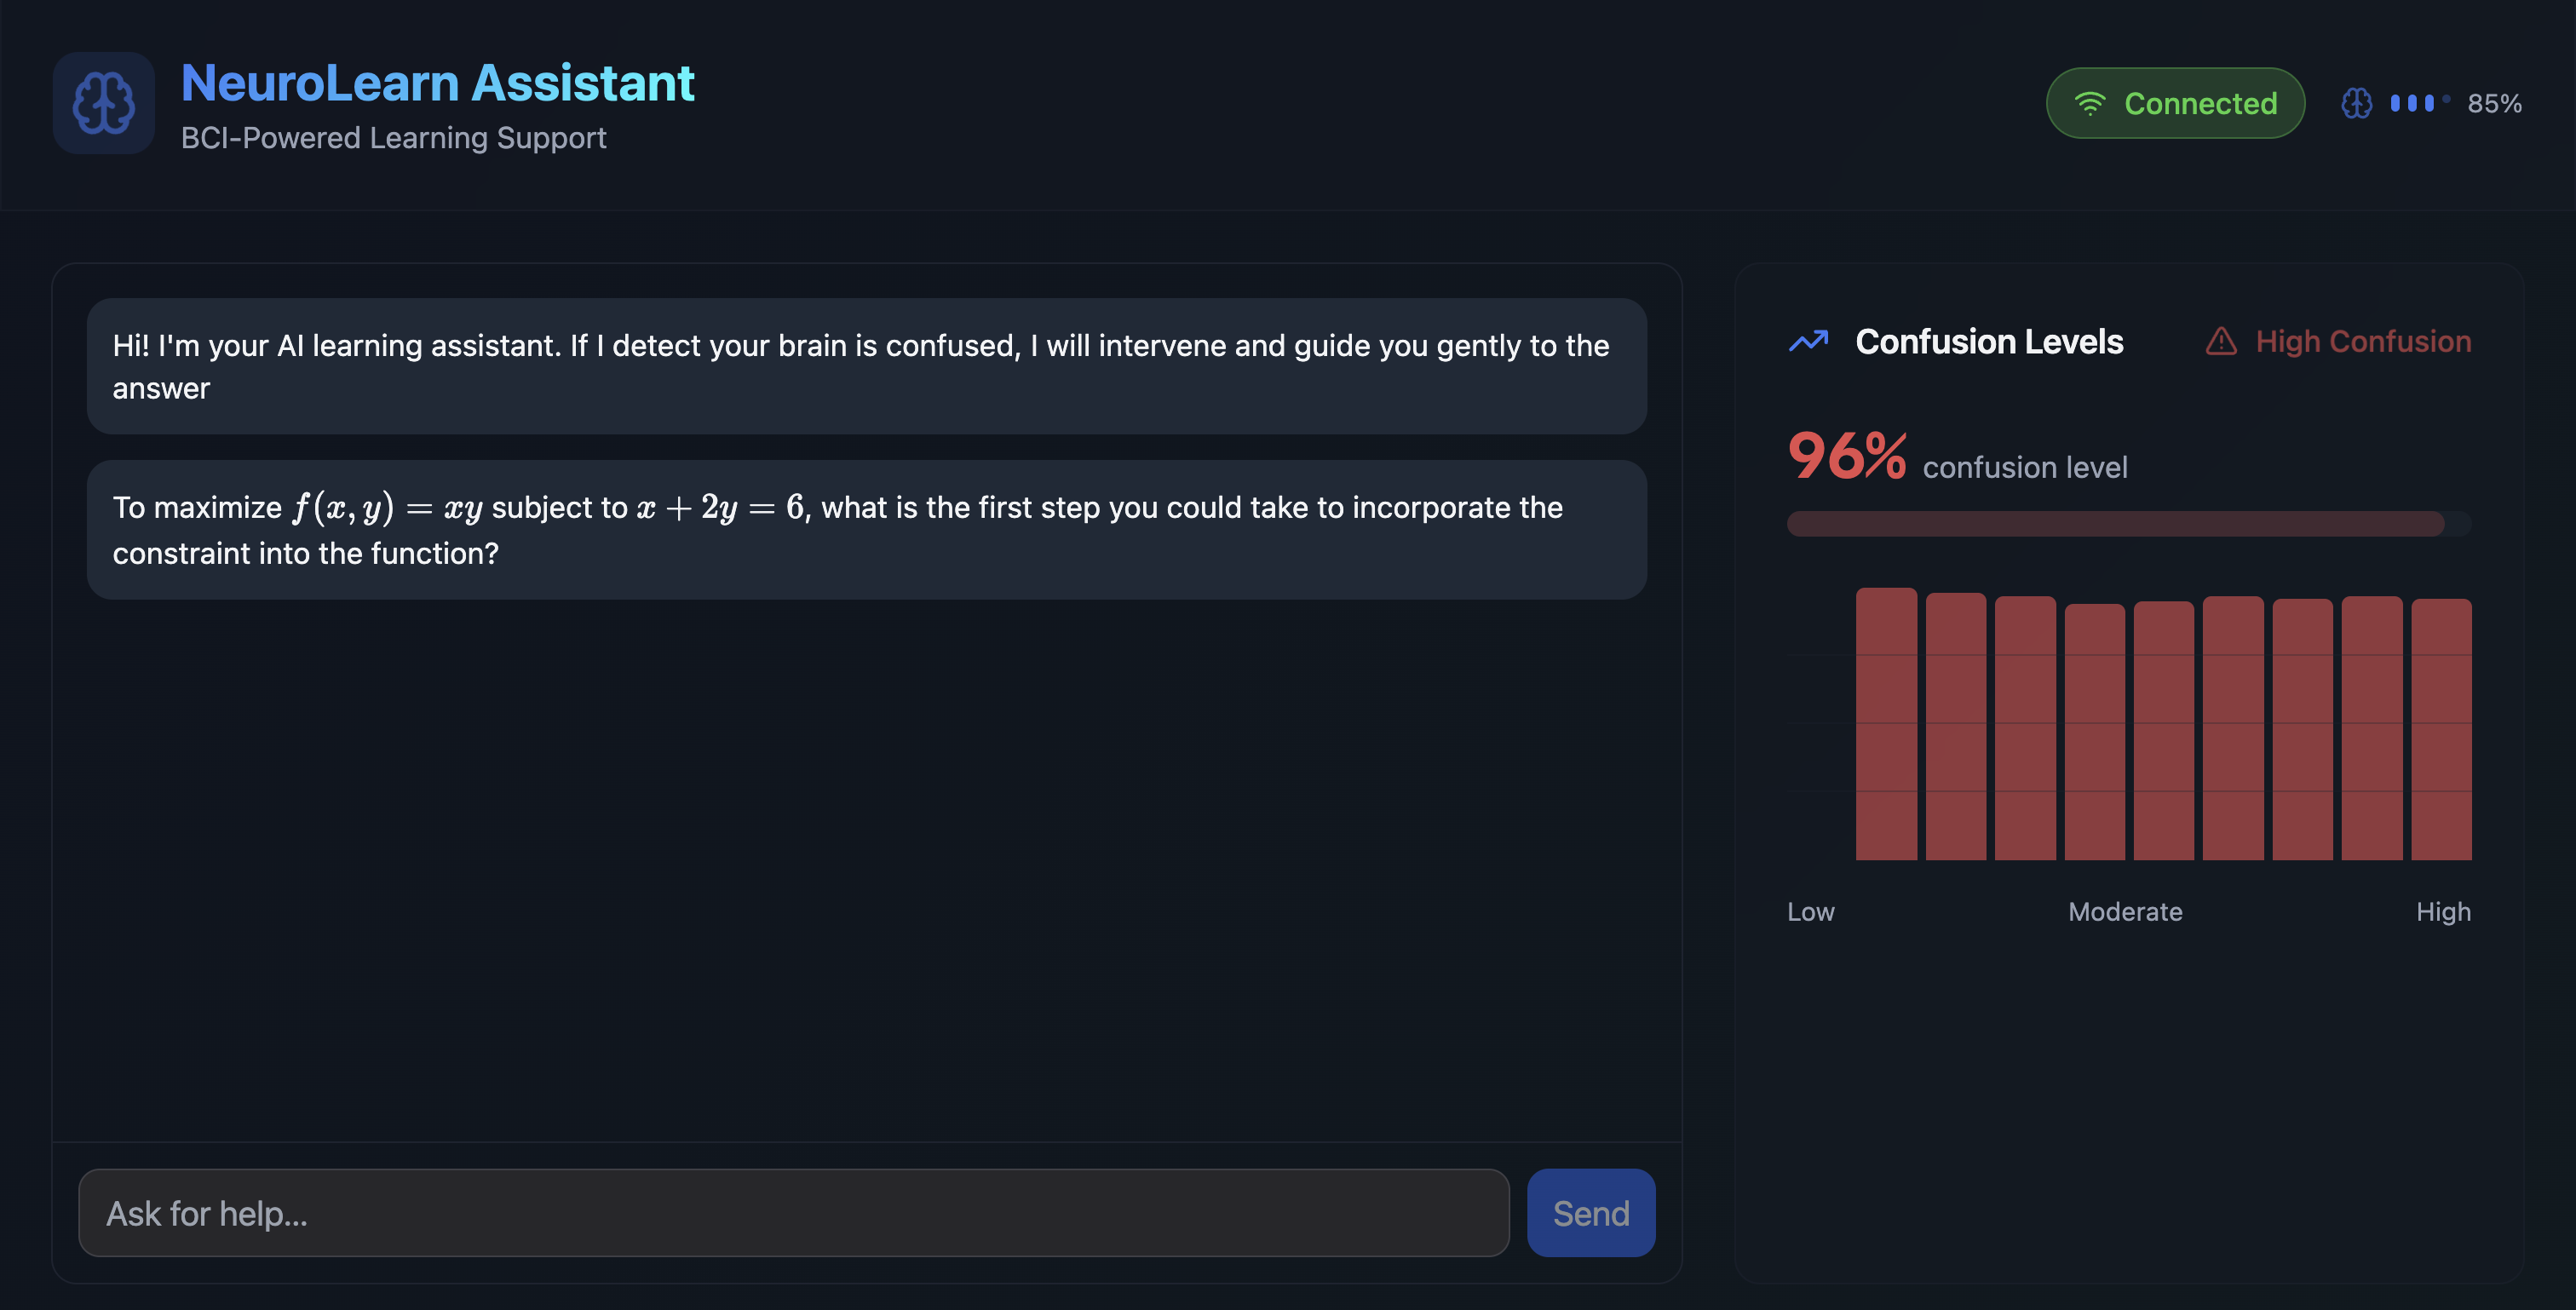 NeuroLearn Assistant
BCI-Powered Learning Support
Connected
85%
Hi! I'm your AI learning assistant. If I detect your brain is confused, I will intervene and guide you gently to the
answer
To maximize f(x, y) = xy subject to x + 2y = 6, what is the first step you could take to incorporate the
constraint into the function?
Ask for help...
Send
Confusion Levels
High Confusion
96% confusion level
Low Moderate High